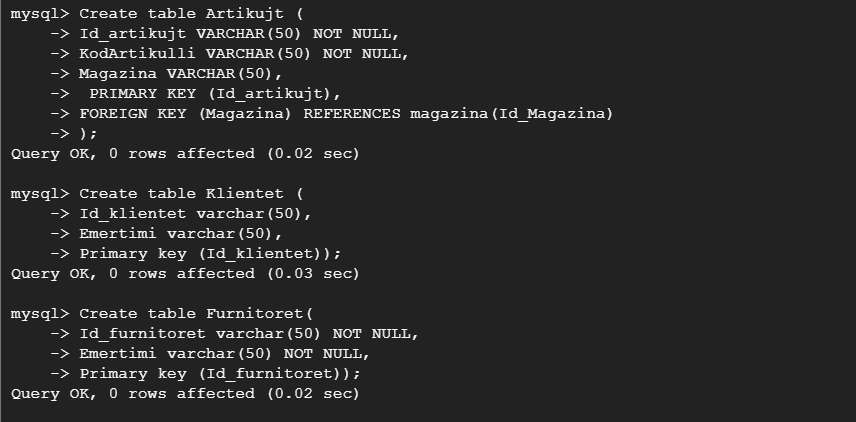 mysql> Create table Artikujt (
    -> Id_artikujt VARCHAR(50) NOT NULL,
    -> KodArtikulli VARCHAR(50) NOT NULL,
    -> Magazina VARCHAR(50),
    ->  PRIMARY KEY (Id_artikujt),
    -> FOREIGN KEY (Magazina) REFERENCES magazina(Id_Magazina)
    -> );
Query OK, 0 rows affected (0.02 sec)

mysql> Create table Klientet (
    -> Id_klientet varchar(50),
    -> Emertimi varchar(50),
    -> Primary key (Id_klientet));
Query OK, 0 rows affected (0.03 sec)

mysql> Create table Furnitoret(
    -> Id_furnitoret varchar(50) NOT NULL,
    -> Emertimi varchar(50) NOT NULL,
    -> Primary key (Id_furnitoret));
Query OK, 0 rows affected (0.02 sec)